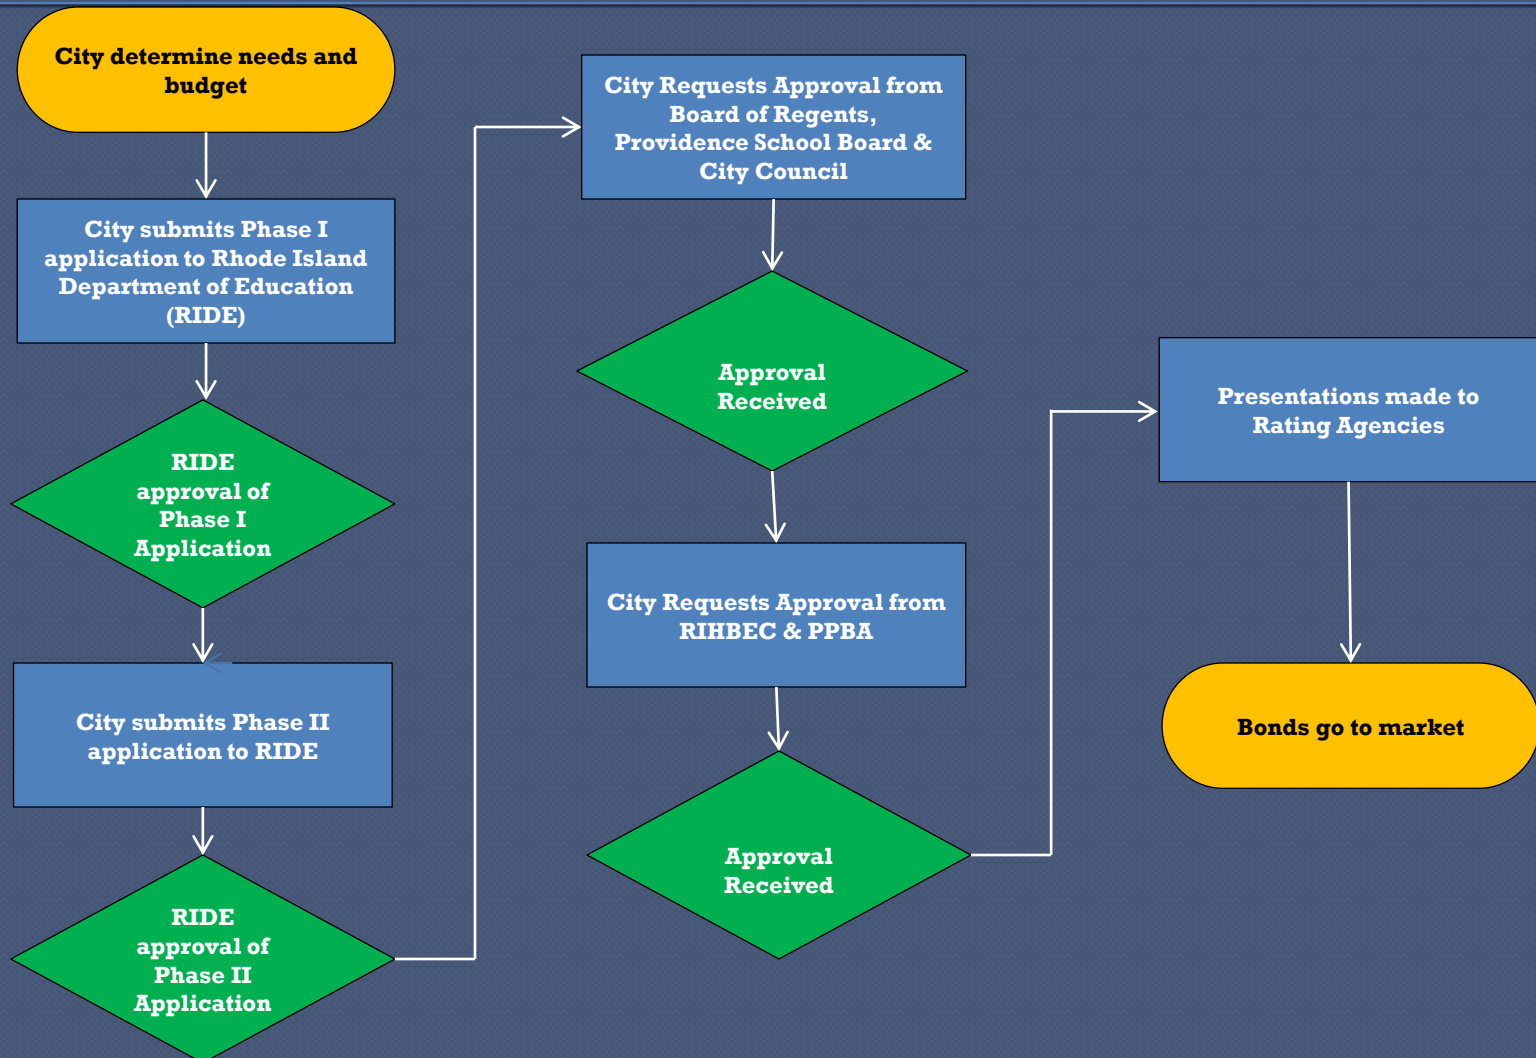 City determine needs and
budget
City submits Phase I
application to Rhode Island
Department of Education
(RIDE)
RIDE
approval of
Phase I
Application
City submits Phase II
application to RIDE
RIDE
approval of
Phase II
Application
City Requests Approval from
Board of Regents,
Providence School Board &
City Council
Approval
Received
City Requests Approval from
RIHBEC & PPBA
Approval
Received
Presentations made to
Rating Agencies
Bonds go to market